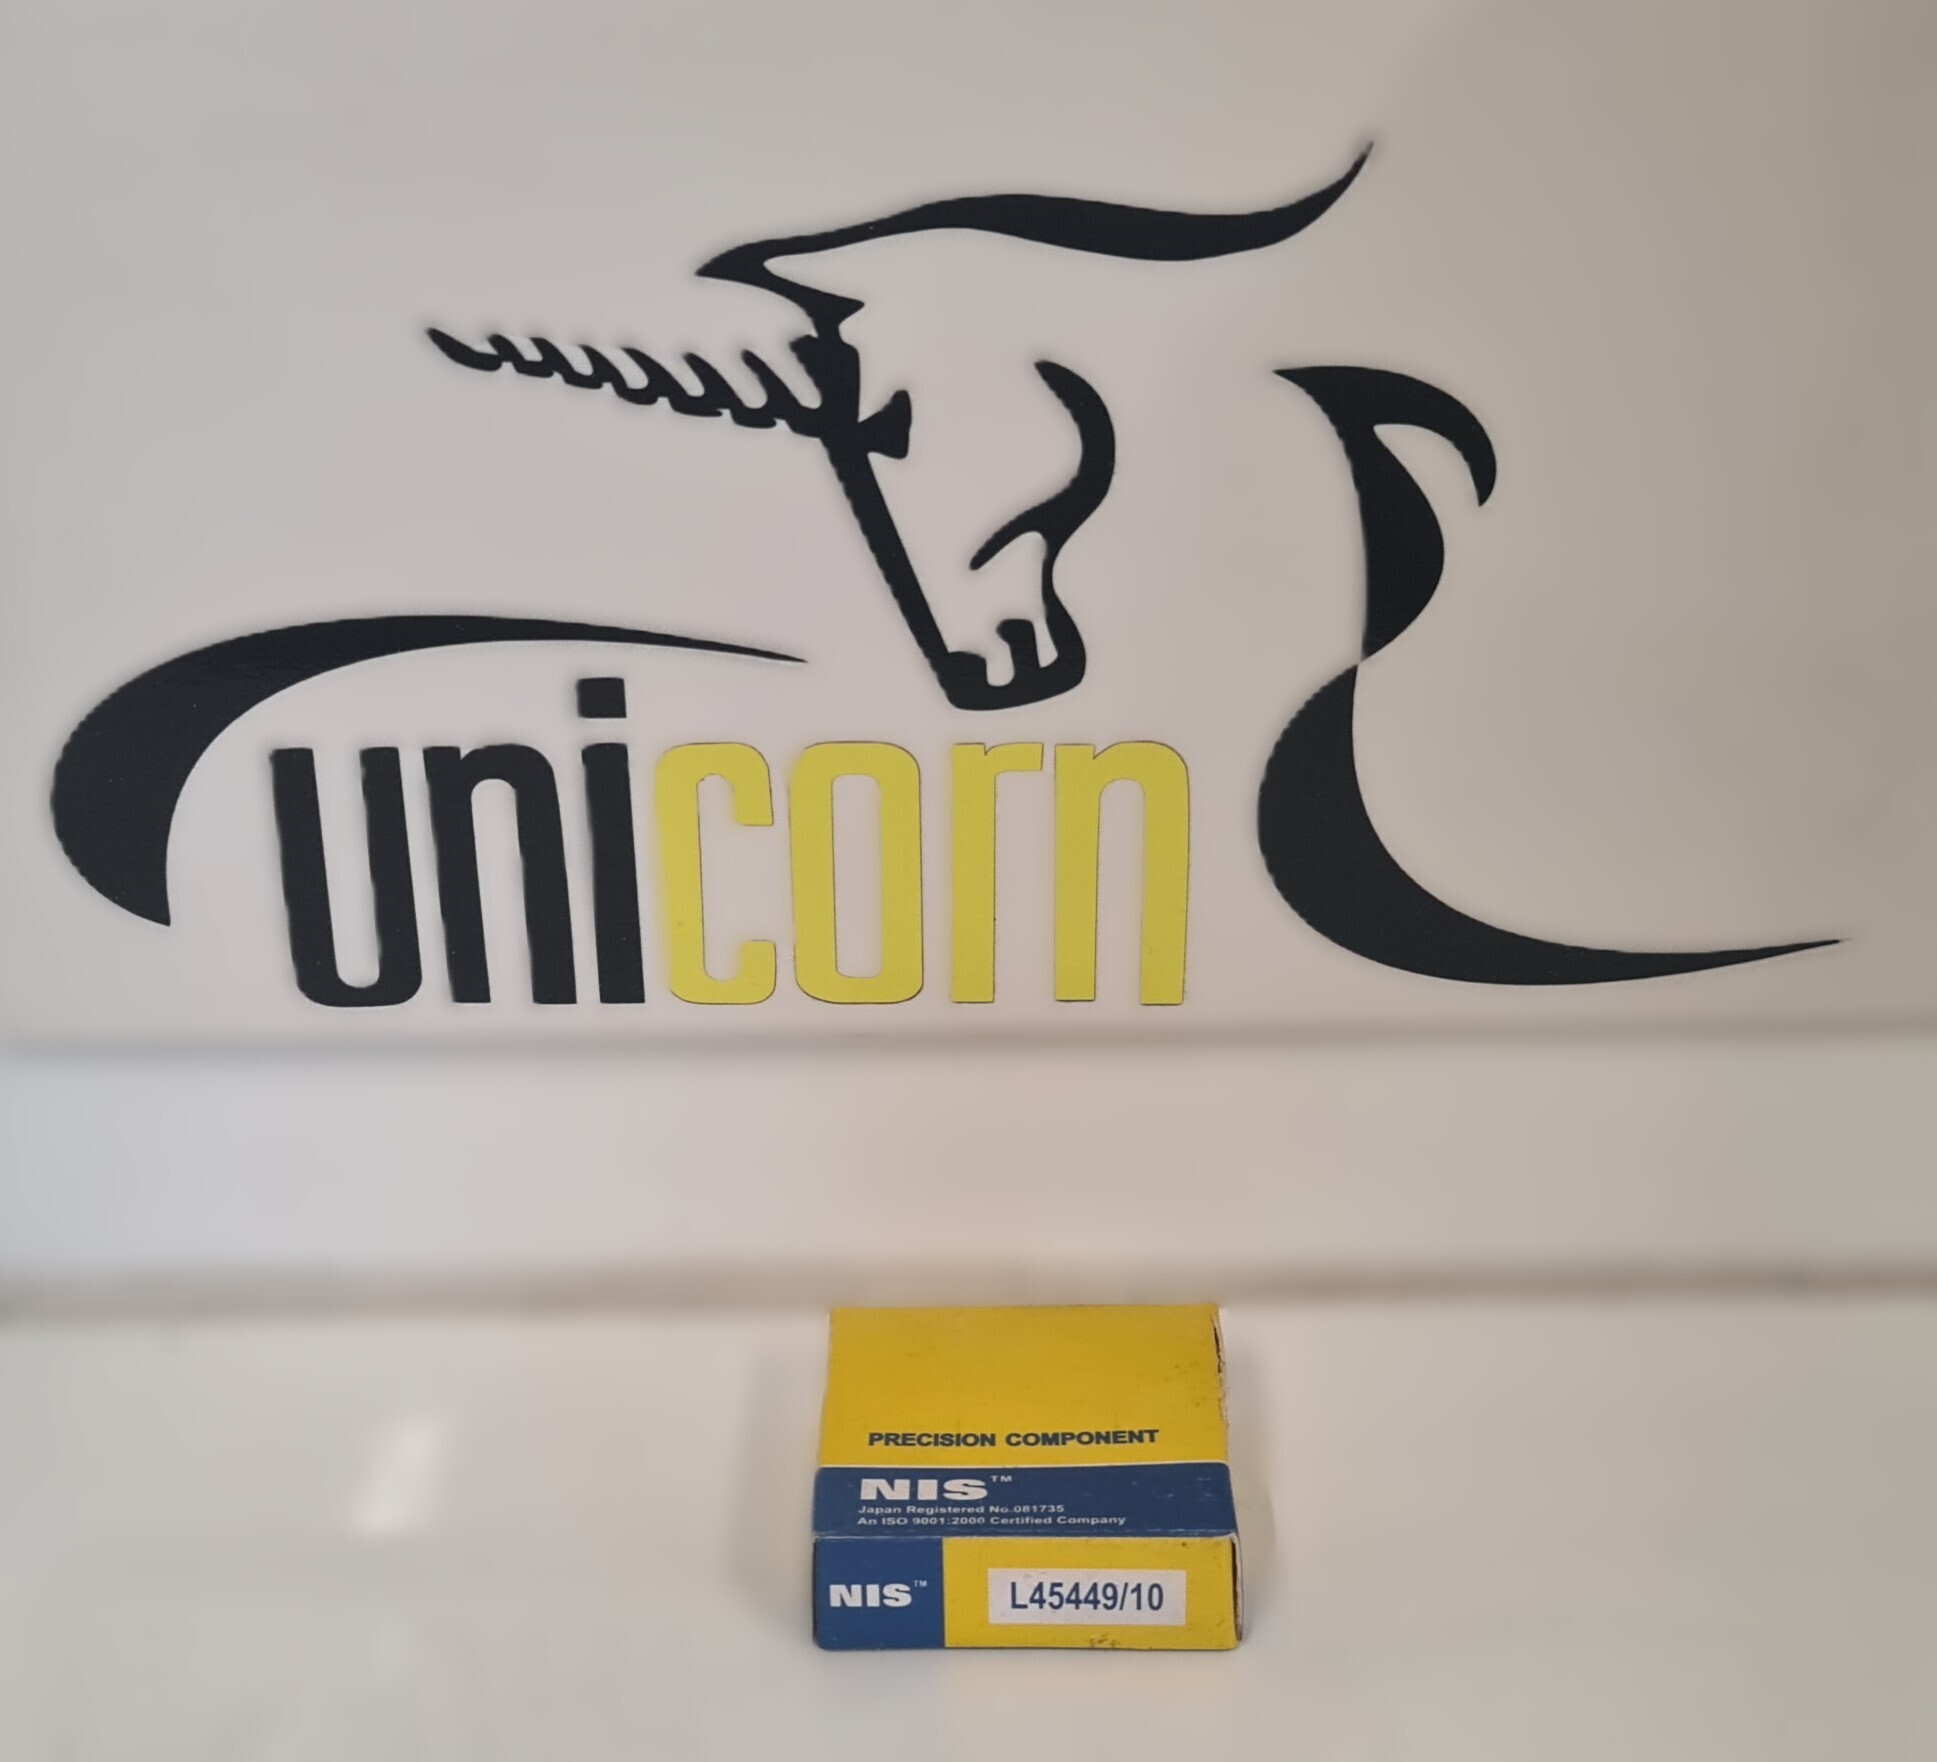 unicorn
PRECISION COMPONENT
NIS™
Japan Registered No.081735
An ISO 9001:2000 Certified Company
NIS™
L45449/10